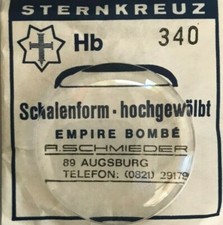 STERNKREUZ
Hb 340
Schalenform · hochgewölbt
EMPIRE BOMBÉ
A.SCHMIEDER
89 AUGSBURG
TELEFON: (0821) 29179